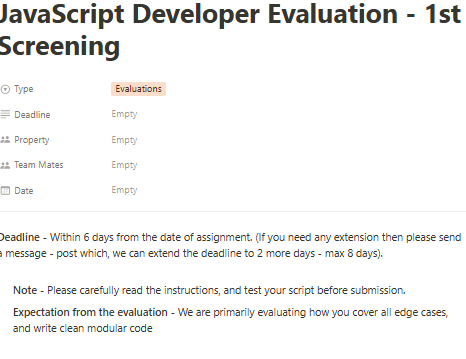 JavaScript Developer Evaluation - 1st
Screening
Type Evaluations
Deadline Empty
Property Empty
Team Mates Empty
Date Empty
Deadline - Within 6 days from the date of assignment. (If you need any extension then please send
a message - post which, we can extend the deadline to 2 more days - max 8 days).
Note - Please carefully read the instructions, and test your script before submission.
Expectation from the evaluation - We are primarily evaluating how you cover all edge cases,
and write clean modular code